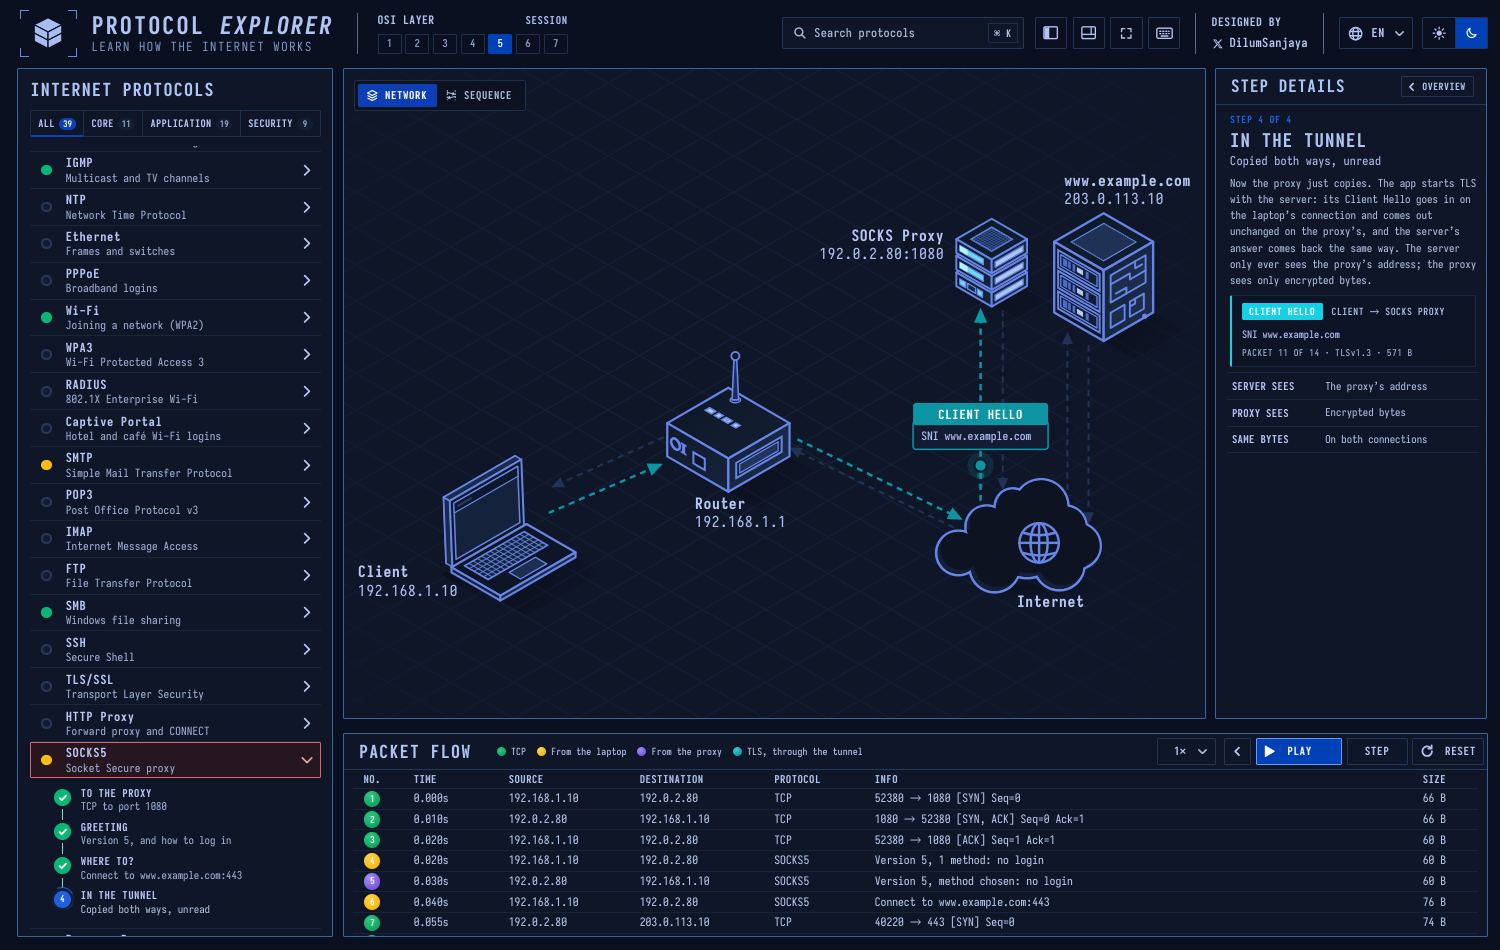 PROTOCOL EXPLORER
LEARN HOW THE INTERNET WORKS
OSI LAYER SESSION
1 2 3 4 5 6 7
Search protocols ⌘ K
DESIGNED BY
DilumSanjaya
EN
INTERNET PROTOCOLS
ALL 39 CORE 11 APPLICATION 19 SECURITY 9
IGMP
Multicast and TV channels
NTP
Network Time Protocol
Ethernet
Frames and switches
PPPoE
Broadband logins
Wi-Fi
Joining a network (WPA2)
WPA3
Wi-Fi Protected Access 3
RADIUS
802.1X Enterprise Wi-Fi
Captive Portal
Hotel and café Wi-Fi logins
SMTP
Simple Mail Transfer Protocol
POP3
Post Office Protocol v3
IMAP
Internet Message Access
FTP
File Transfer Protocol
SMB
Windows file sharing
SSH
Secure Shell
TLS/SSL
Transport Layer Security
HTTP Proxy
Forward proxy and CONNECT
SOCKS5
Socket Secure proxy
TO THE PROXY
TCP to port 1080
GREETING
Version 5, and how to log in
WHERE TO?
Connect to www.example.com:443
4 IN THE TUNNEL
Copied both ways, unread
NETWORK SEQUENCE
www.example.com
203.0.113.10
SOCKS Proxy
192.0.2.80:1080
CLIENT HELLO
SNI www.example.com
Router
192.168.1.1
Client
192.168.1.10
Internet
STEP DETAILS OVERVIEW
STEP 4 OF 4
IN THE TUNNEL
Copied both ways, unread
Now the proxy just copies. The app starts TLS
with the server: its Client Hello goes in on
the laptop’s connection and comes out
unchanged on the proxy’s, and the server’s
answer comes back the same way. The server
only ever sees the proxy’s address; the proxy
sees only encrypted bytes.
CLIENT HELLO CLIENT → SOCKS PROXY
SNI www.example.com
PACKET 11 OF 14 · TLSv1.3 · 571 B
SERVER SEES The proxy’s address
PROXY SEES Encrypted bytes
SAME BYTES On both connections
PACKET FLOW TCP From the laptop From the proxy TLS, through the tunnel 1× PLAY STEP RESET
NO. TIME SOURCE DESTINATION PROTOCOL INFO SIZE
1 0.000s 192.168.1.10 192.0.2.80 TCP 52380 → 1080 [SYN] Seq=0 66 B
2 0.010s 192.0.2.80 192.168.1.10 TCP 1080 → 52380 [SYN, ACK] Seq=0 Ack=1 66 B
3 0.020s 192.168.1.10 192.0.2.80 TCP 52380 → 1080 [ACK] Seq=1 Ack=1 60 B
4 0.020s 192.168.1.10 192.0.2.80 SOCKS5 Version 5, 1 method: no login 60 B
5 0.030s 192.0.2.80 192.168.1.10 SOCKS5 Version 5, method chosen: no login 60 B
6 0.040s 192.168.1.10 192.0.2.80 SOCKS5 Connect to www.example.com:443 76 B
7 0.055s 192.0.2.80 203.0.113.10 TCP 40220 → 443 [SYN] Seq=0 74 B